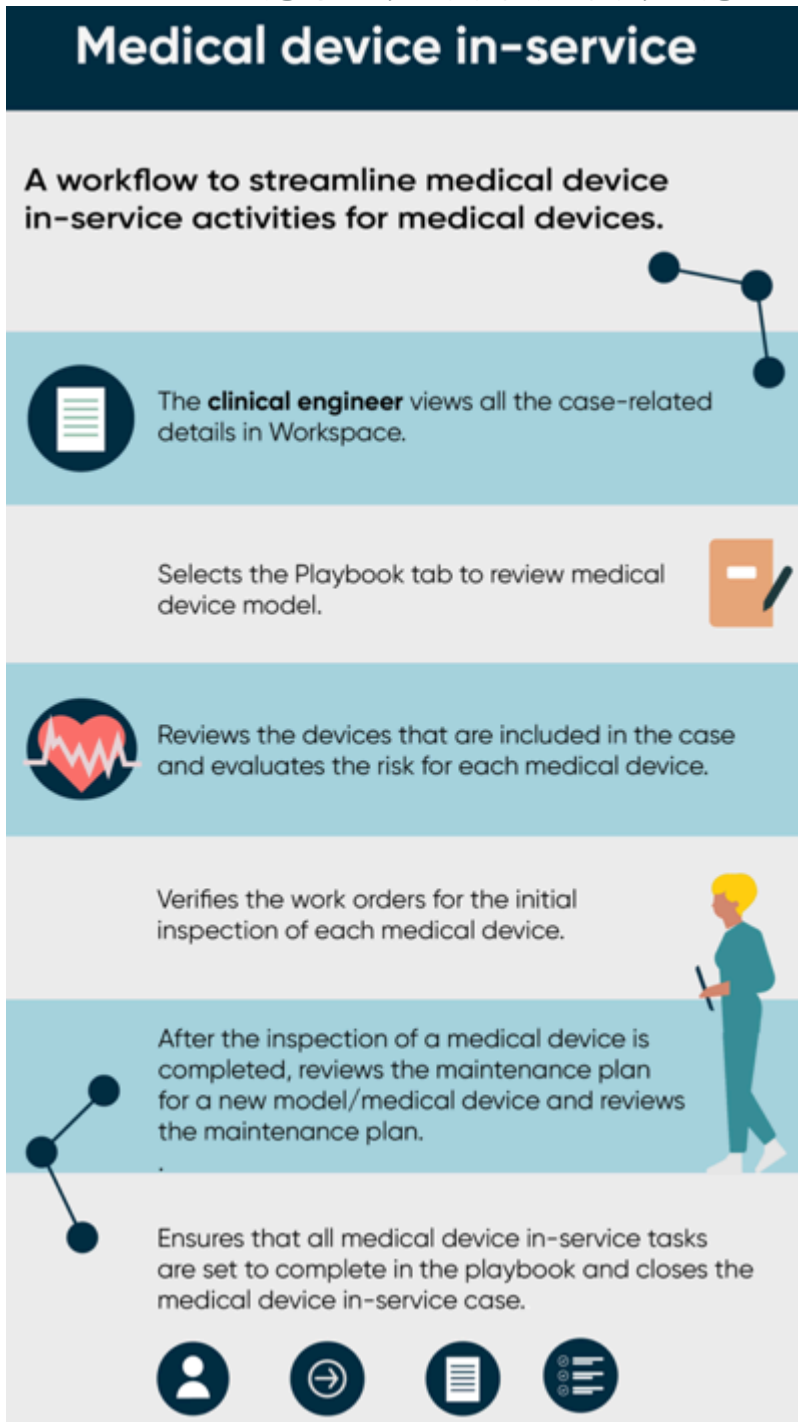 Medical device in-service
A workflow to streamline medical device
in-service activities for medical devices.
The clinical engineer views all the case-related
details in Workspace.
Selects the Playbook tab to review medical
device model.
Reviews the devices that are included in the case
and evaluates the risk for each medical device.
Verifies the work orders for the initial
inspection of each medical device.
After the inspection of a medical device is
completed, reviews the maintenance plan
for a new model/medical device and reviews
the maintenance plan.
.
Ensures that all medical device in-service tasks
are set to complete in the playbook and closes the
medical device in-service case.